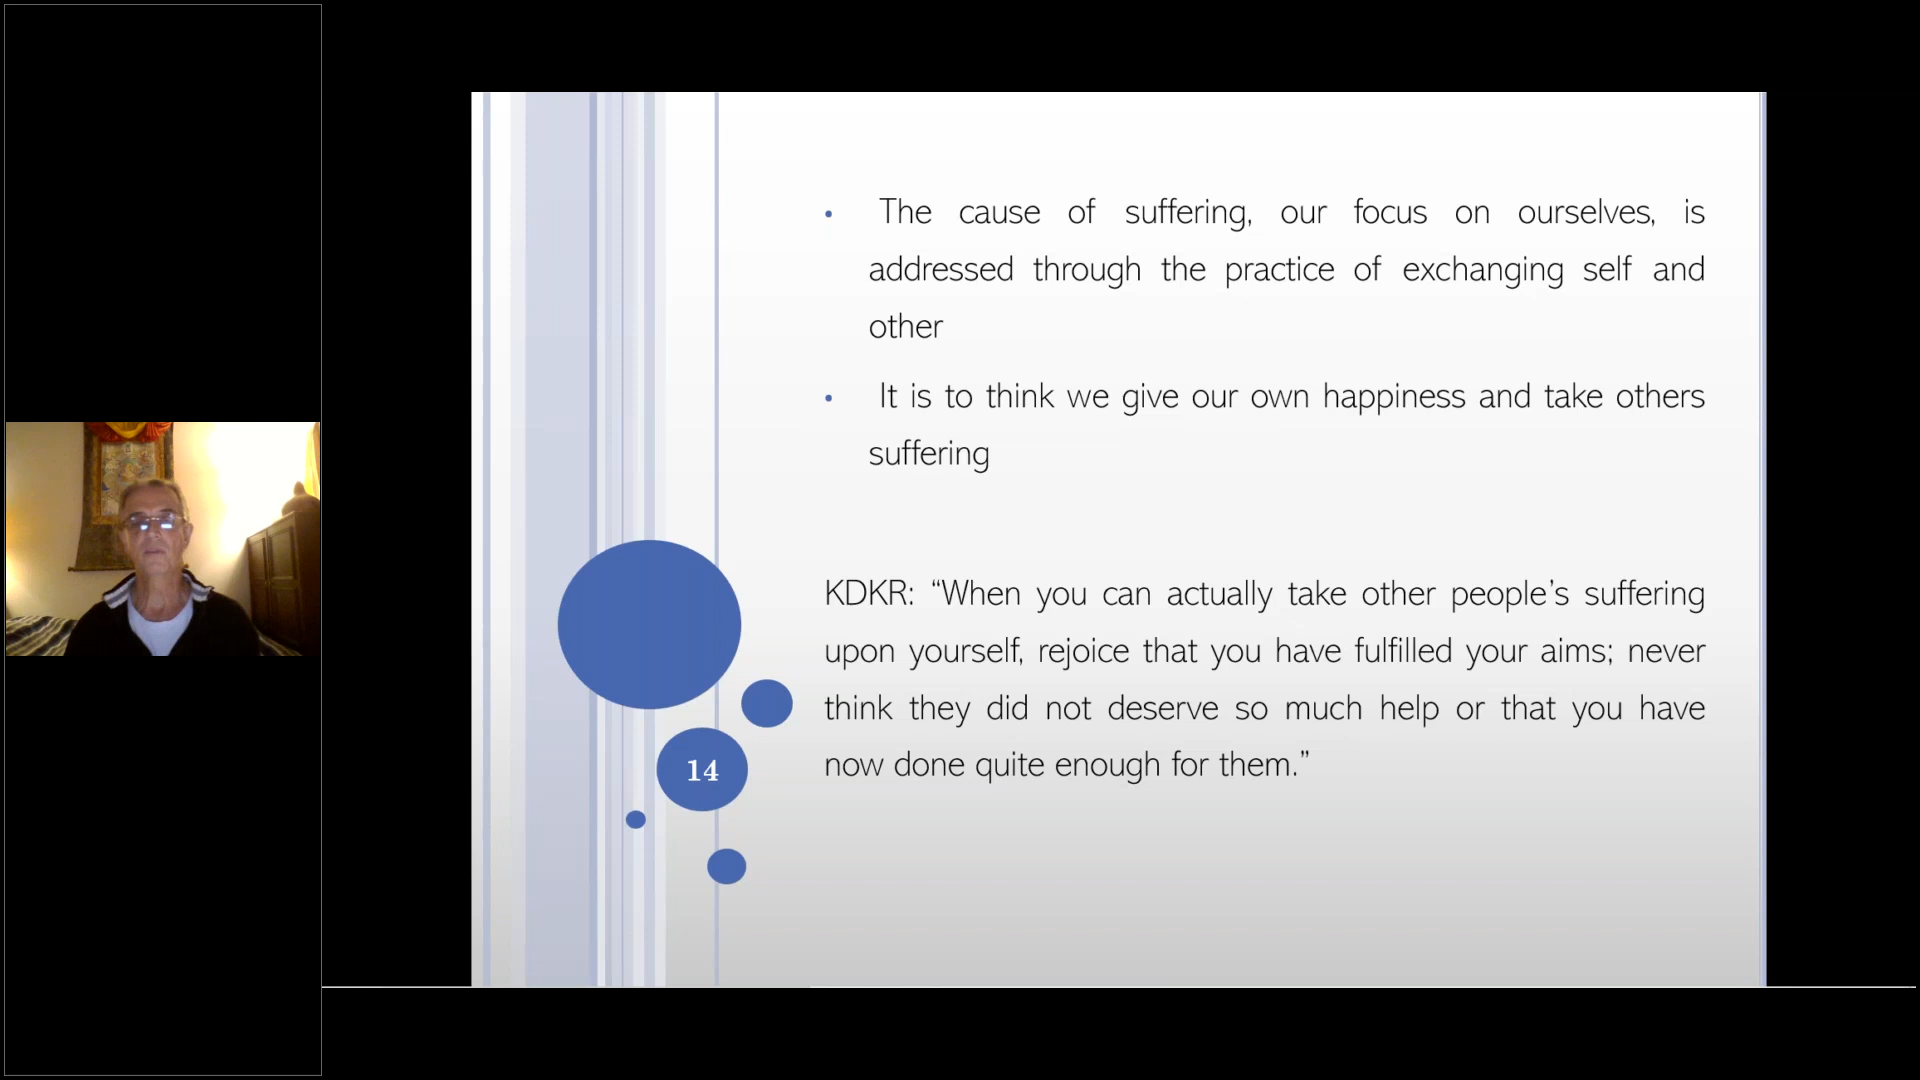 • The cause of suffering, our focus on ourselves, is
addressed through the practice of exchanging self and
other
• It is to think we give our own happiness and take others
suffering
KDKR: “When you can actually take other people’s suffering
upon yourself, rejoice that you have fulfilled your aims; never
think they did not deserve so much help or that you have
now done quite enough for them.”
14